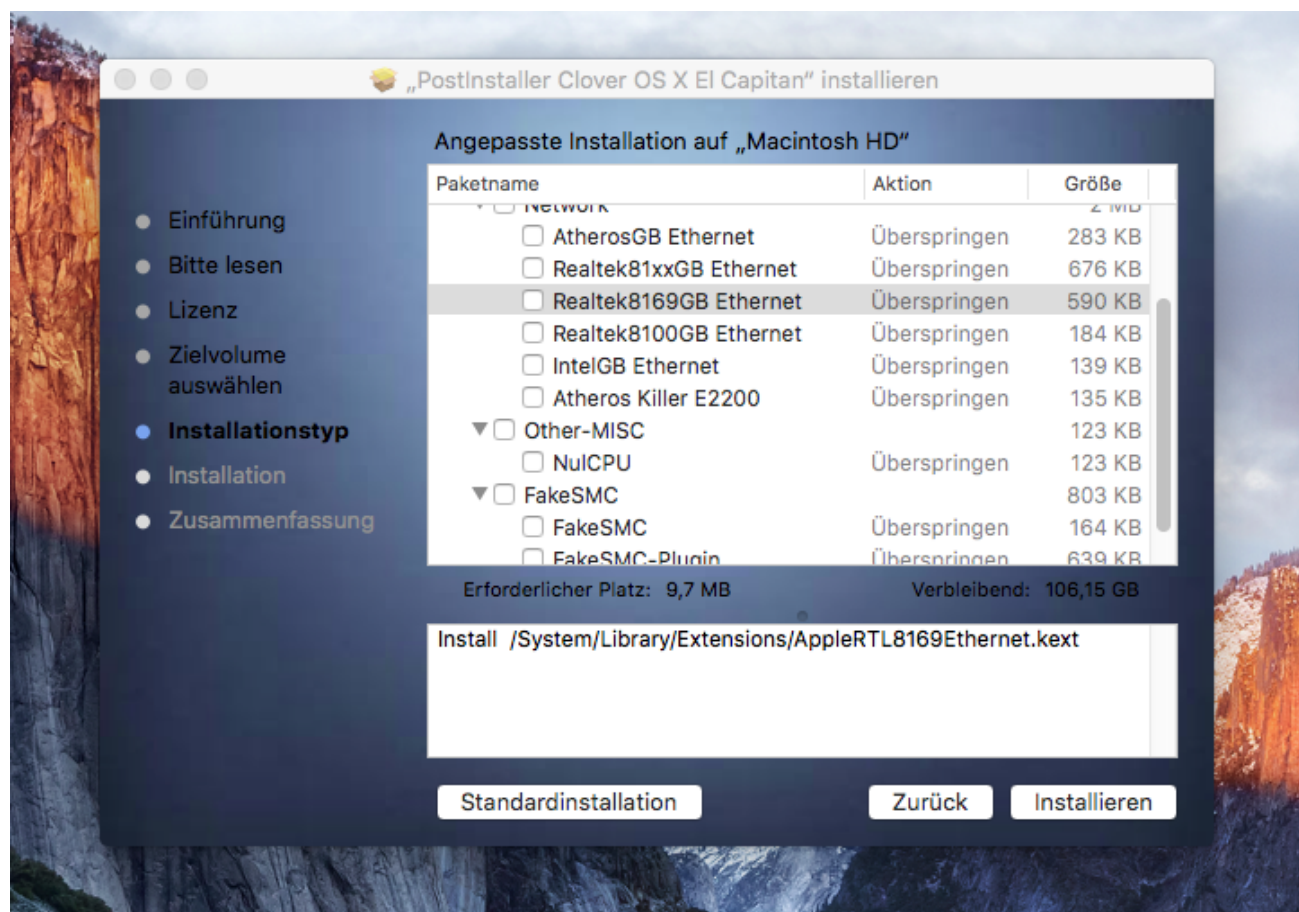 „PostInstaller Clover OS X El Capitan“ installieren
Angepasste Installation auf „Macintosh HD“
Einführung
Bitte lesen
Lizenz
Zielvolume
auswählen
Installationstyp
Installation
Zusammenfassung
Paketname Aktion Größe
Network 2 MB
AtherosGB Ethernet Überspringen 283 KB
Realtek81xxGB Ethernet Überspringen 676 KB
Realtek8169GB Ethernet Überspringen 590 KB
Realtek8100GB Ethernet Überspringen 184 KB
IntelGB Ethernet Überspringen 139 KB
Atheros Killer E2200 Überspringen 135 KB
Other-MISC 123 KB
NulCPU Überspringen 123 KB
FakeSMC 803 KB
FakeSMC Überspringen 164 KB
FakeSMC-Plugin Überspringen 639 KB
Erforderlicher Platz: 9,7 MB Verbleibend: 106,15 GB
Install /System/Library/Extensions/AppleRTL8169Ethernet.kext
Standardinstallation Zurück Installieren